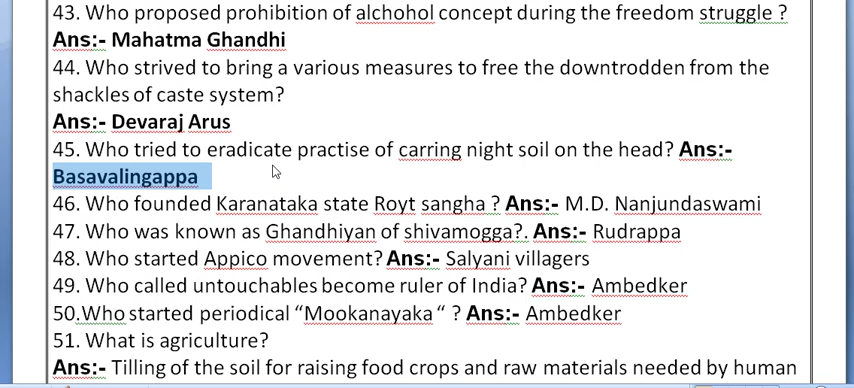 43. Who proposed prohibition of alchohol concept during the freedom struggle ?
Ans:- Mahatma Ghandhi
44. Who strived to bring a various measures to free the downtrodden from the
shackles of caste system?
Ans:- Devaraj Arus
45. Who tried to eradicate practise of carring night soil on the head? Ans:-
Basavalingappa
46. Who founded Karanataka state Royt sangha ? Ans:- M.D. Nanjundaswami
47. Who was known as Ghandhiyan of shivamogga?. Ans:- Rudrappa
48. Who started Appico movement? Ans:- Salyani villagers
49. Who called untouchables become ruler of India? Ans:- Ambedker
50.Who started periodical “Mookanayaka “ ? Ans:- Ambedker
51. What is agriculture?
Ans:- Tilling of the soil for raising food crops and raw materials needed by human